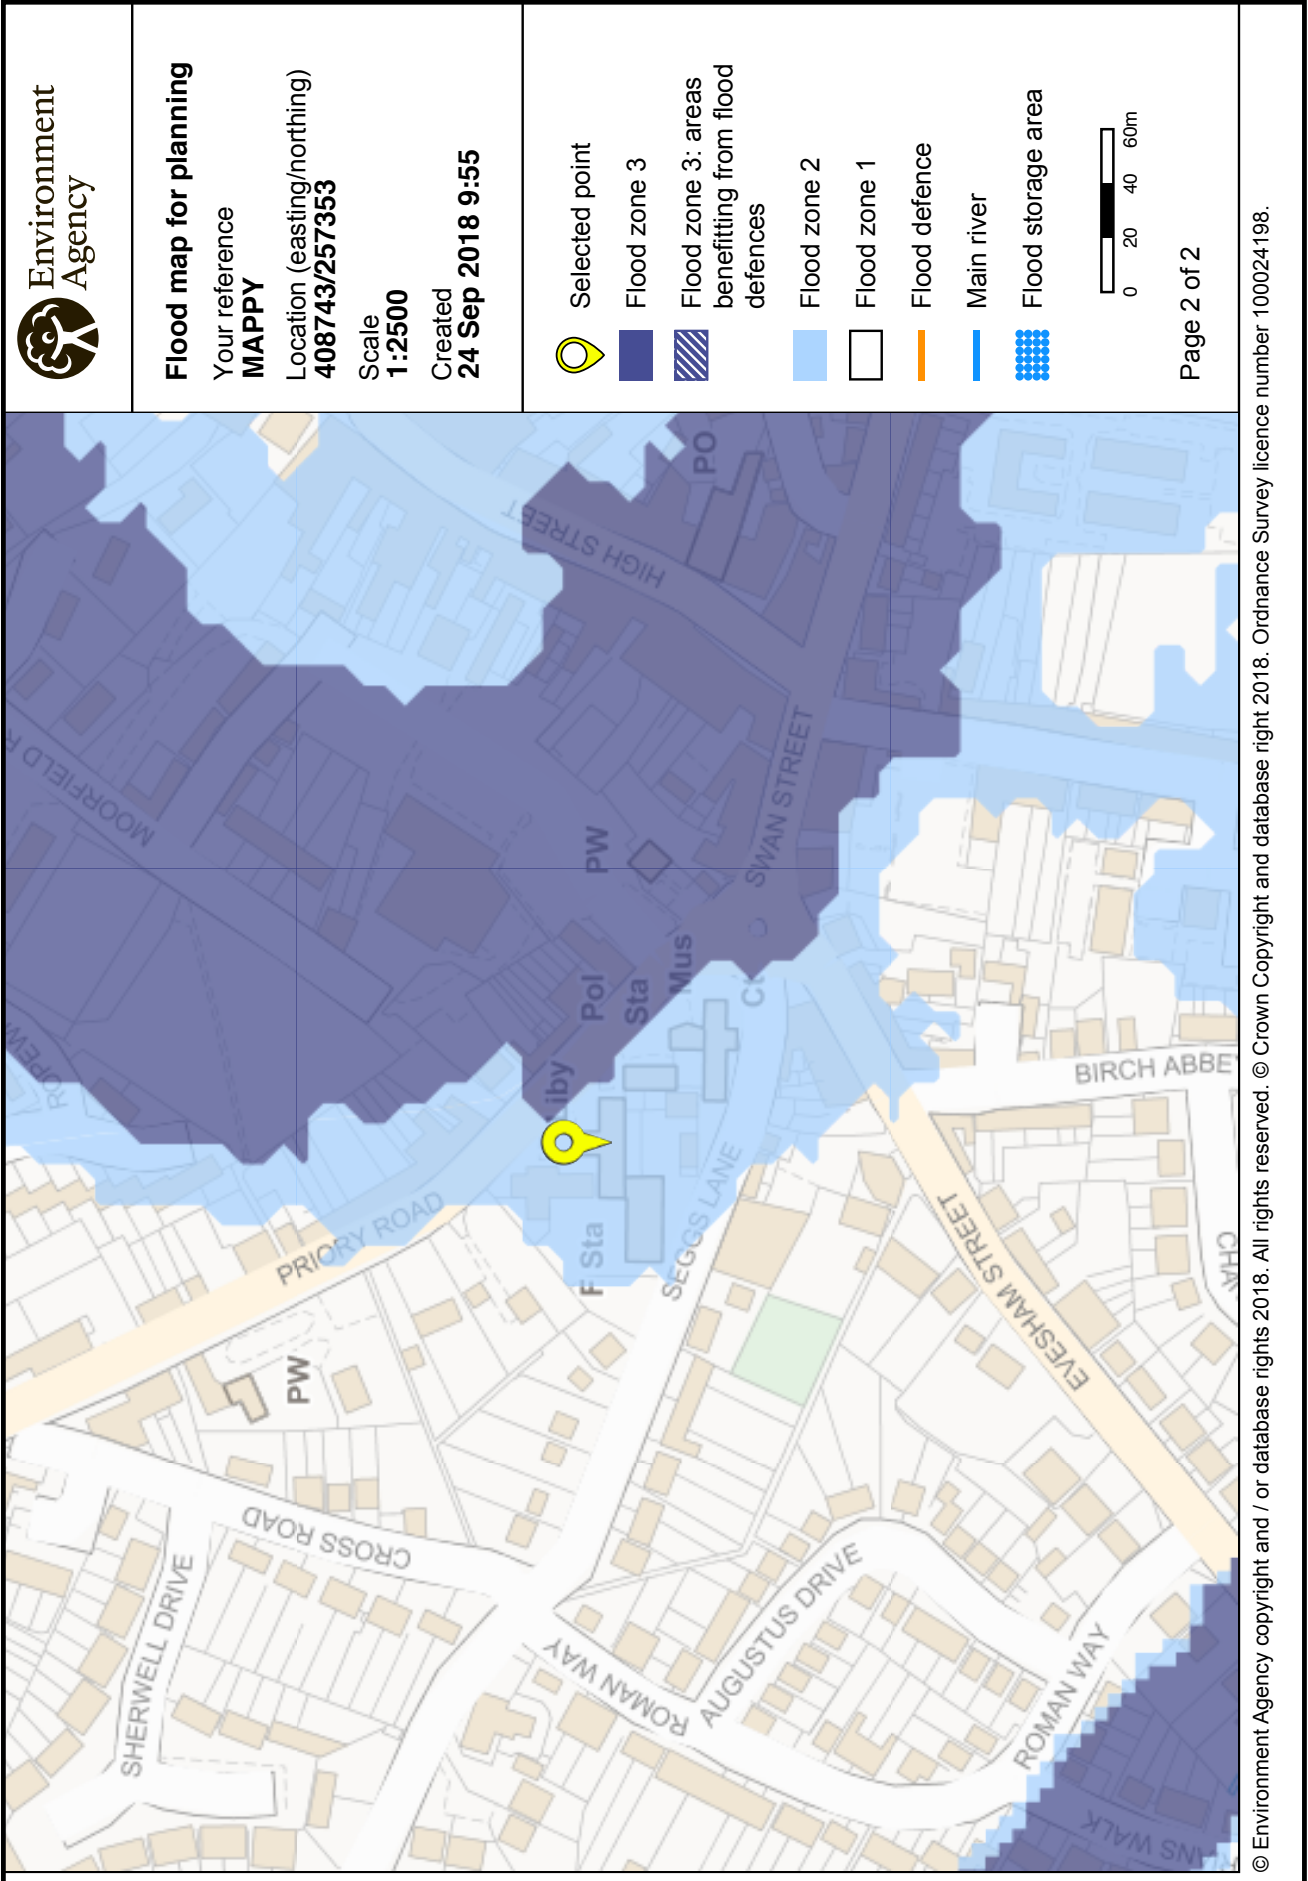 Environment
Agency
Flood map for planning
Your reference
MAPPY
Location (easting/northing)
408743/257353
Scale
1:2500
Created
24 Sep 2018 9:55
Selected point
Flood zone 3
Flood zone 3: areas
benefitting from flood
defences
Flood zone 2
Flood zone 1
Flood defence
Main river
Flood storage area
0 20 40 60m
Page 2 of 2
SHERWELL DRIVE
CROSS ROAD
PW
PRIORY ROAD
MOORFIELD R
ROMAN WAY
AUGUSTUS DRIVE
ROMAN WAY
F Sta
SEGGS LANE
iby
Pol
Sta
Mus
PW
SWAN STREET
HIGH STREET
PO
EVESHAM STREET
BIRCH ABBEY
© Environment Agency copyright and / or database rights 2018. All rights reserved. © Crown Copyright and database right 2018. Ordnance Survey licence number 100024198.